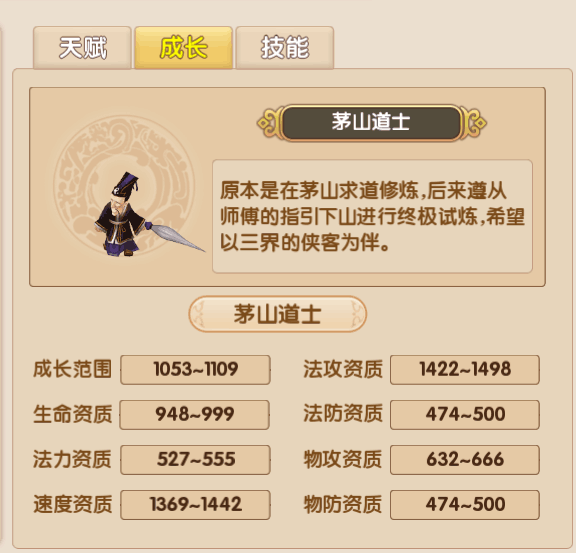 天赋 成长 技能
茅山道士
原本是在茅山求道修炼,后来遵从
师傅的指引下山进行终极试炼,希望
以三界的侠客为伴。
茅山道士
成长范围 1053~1109 法攻资质 1422~1498
生命资质 948~999 法防资质 474~500
法力资质 527~555 物攻资质 632~666
速度资质 1369~1442 物防资质 474~500